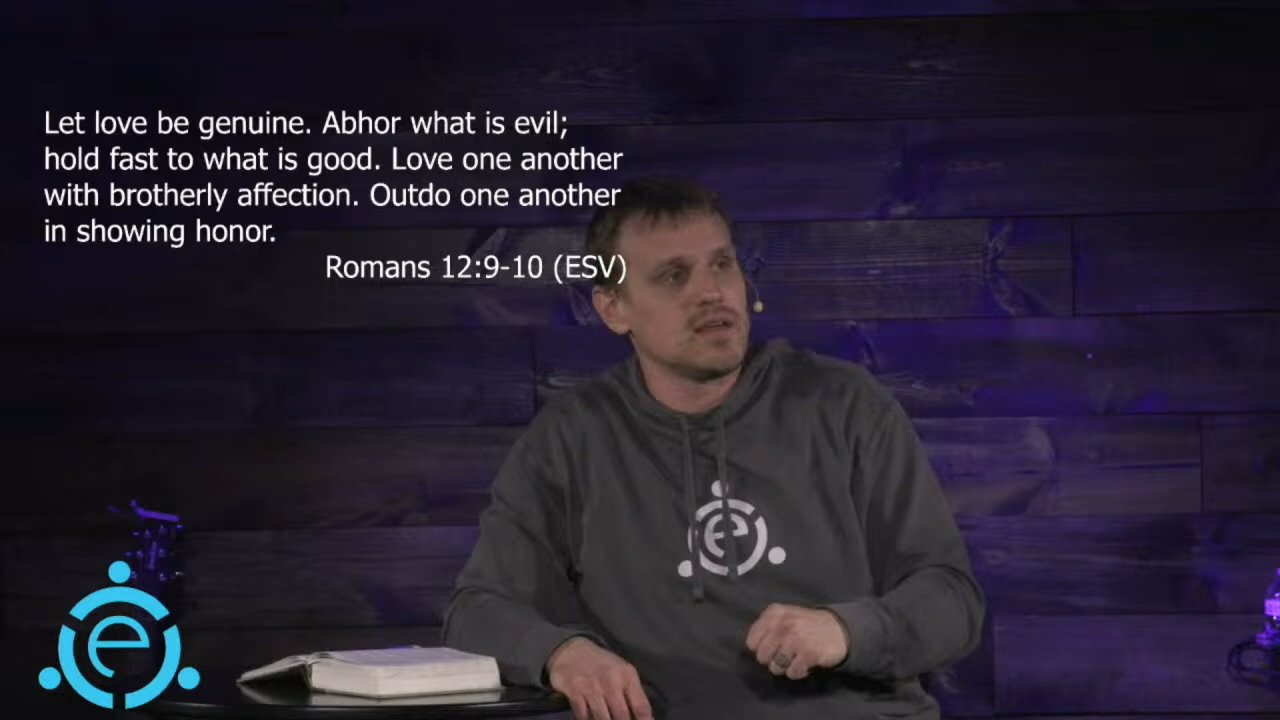 Let love be genuine. Abhor what is evil;
hold fast to what is good. Love one another
with brotherly affection. Outdo one another
in showing honor.
Romans 12:9-10 (ESV)
e
e